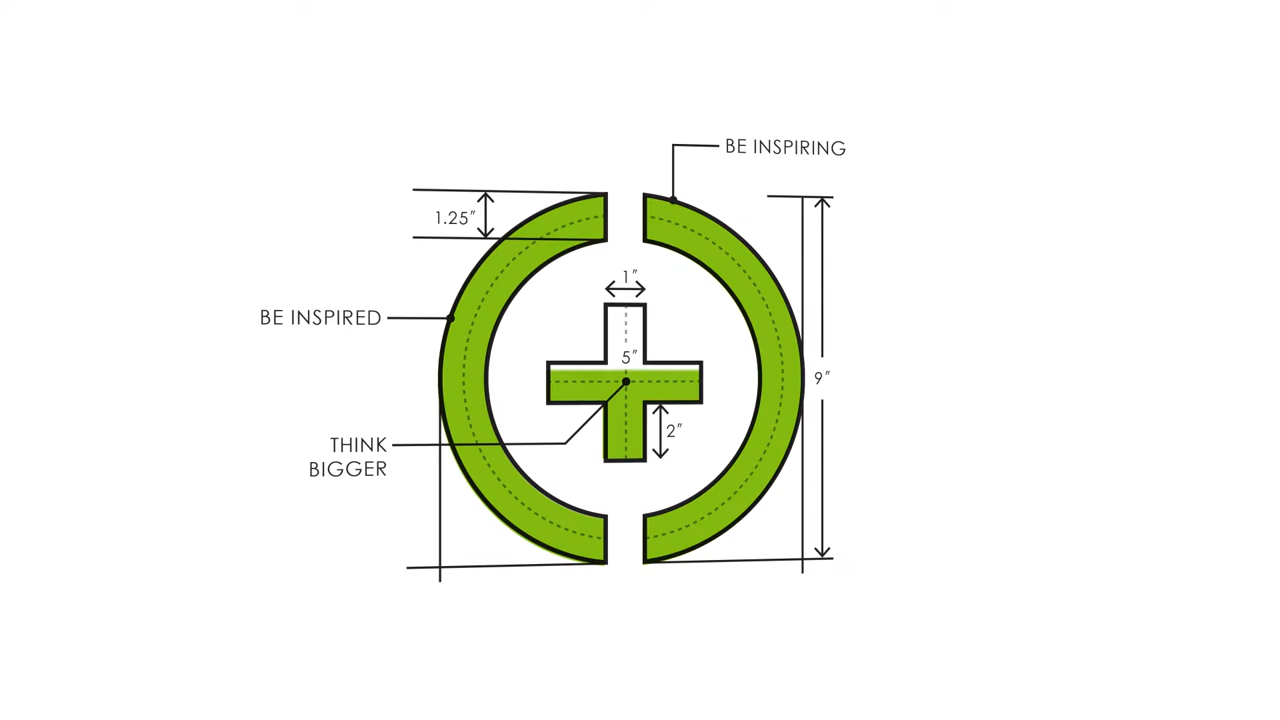 BE INSPIRING
1.25”
1”
BE INSPIRED
5”
9”
2”
THINK
BIGGER